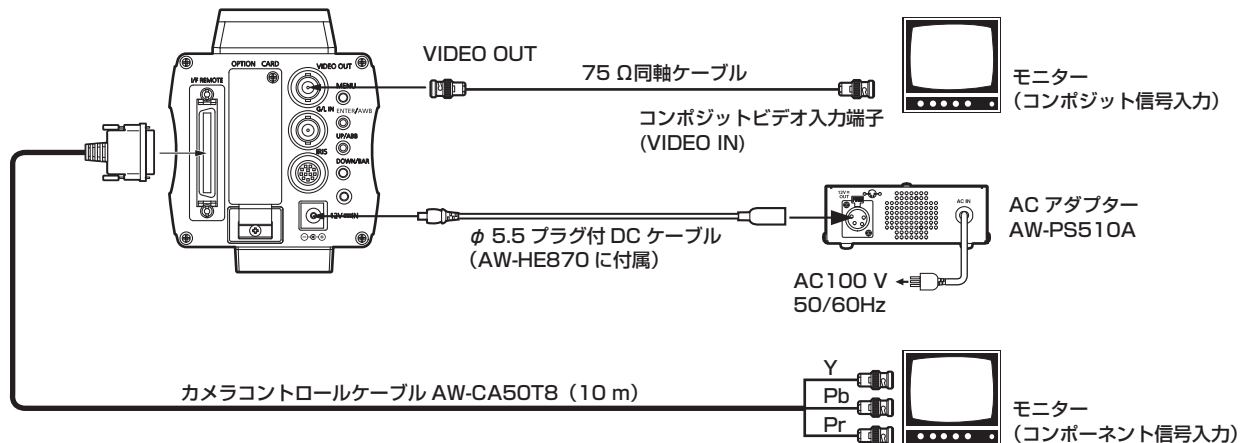 OPTION CARD
VIDEO OUT
I/F REMOTE
MENU
G/L IN
ENTER/AWB
UP/ABB
IRIS
DOWN/BAR
12V ⎓ IN
VIDEO OUT
75 Ω同軸ケーブル
コンポジットビデオ入力端子
(VIDEO IN)
モニター
（コンポジット信号入力）
φ 5.5 プラグ付 DC ケーブル
（AW-HE870 に付属）
12V ⎓
OUT
AC IN
AC アダプター
AW-PS510A
AC100 V
50/60Hz
カメラコントロールケーブル AW-CA50T8（10 m）
Y
Pb
Pr
モニター
（コンポーネント信号入力）